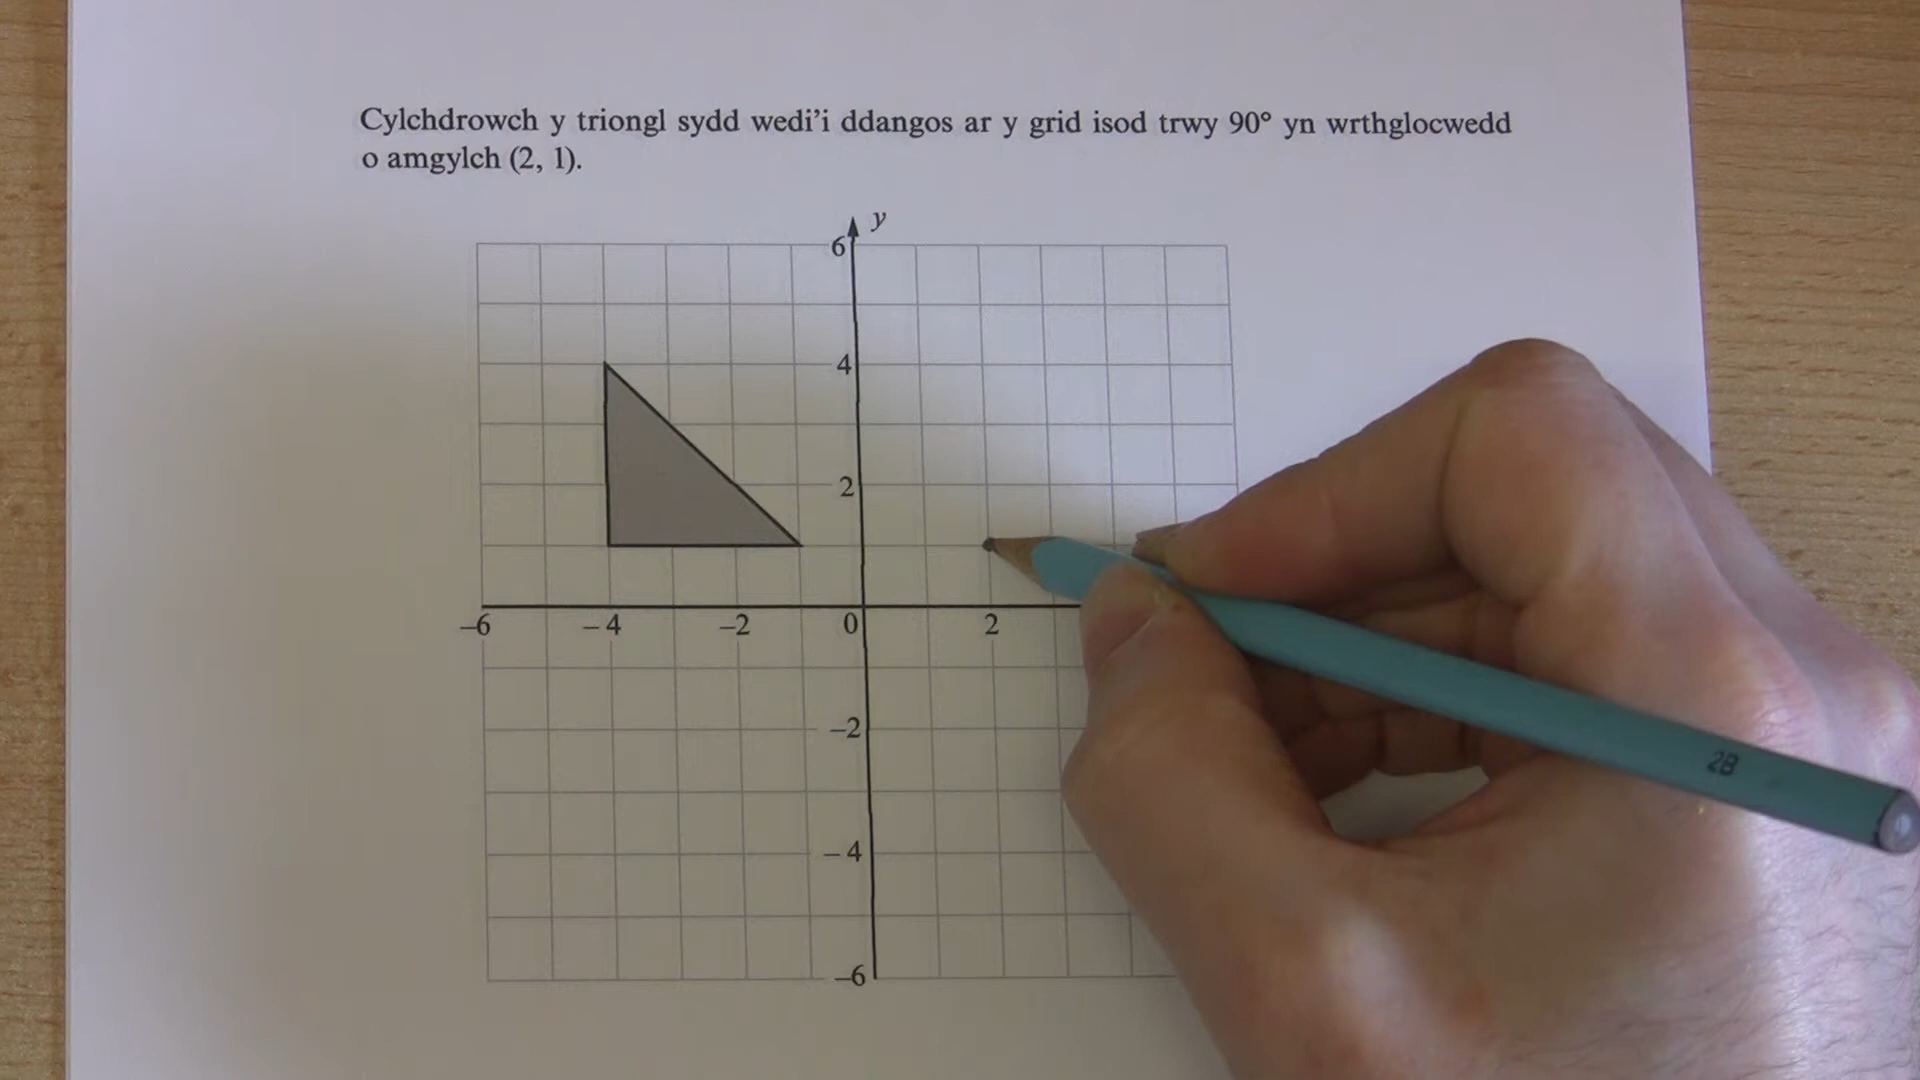 Cylchdrowch y triongl sydd wedi'i ddangos ar y grid isod trwy 90° yn wrthglocwedd
o amgylch (2, 1).
y
6
4
2
–6 – 4 –2 0 2
–2
– 4
–6
2B